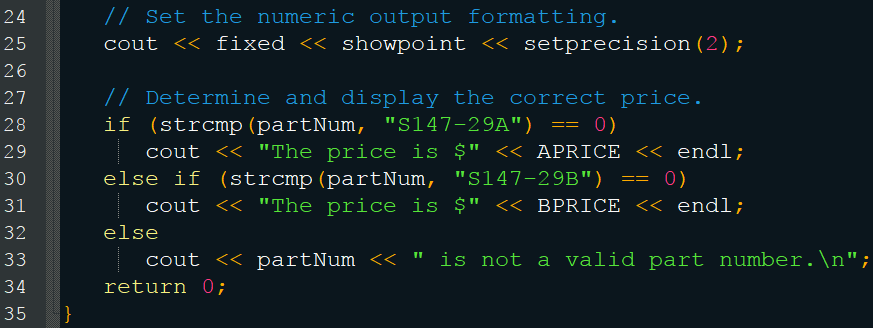 24 // Set the numeric output formatting.
25 cout << fixed << showpoint << setprecision(2);
26
27 // Determine and display the correct price.
28 if (strcmp(partNum, "S147-29A") == 0)
29 cout << "The price is $" << APRICE << endl;
30 else if (strcmp(partNum, "S147-29B") == 0)
31 cout << "The price is $" << BPRICE << endl;
32 else
33 cout << partNum << " is not a valid part number.\n";
34 return 0;
35 }